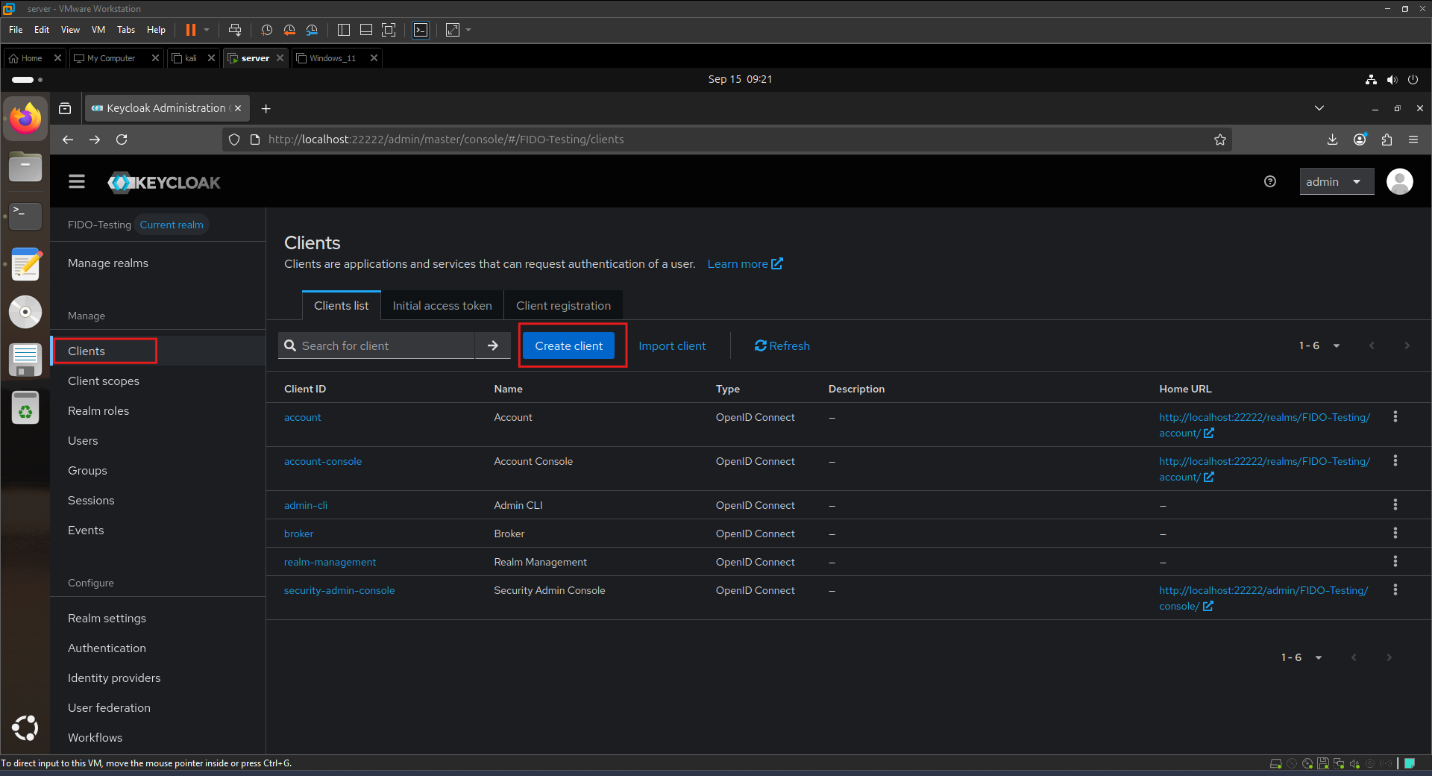 server - VMware Workstation
File Edit View VM Tabs Help
Home My Computer kali server Windows_11
Sep 15 09:21
Keycloak Administration
http://localhost:22222/admin/master/console/#/FIDO-Testing/clients
KEYCLOAK
admin
FIDO-Testing Current realm
Manage realms
Manage
Clients
Client scopes
Realm roles
Users
Groups
Sessions
Events
Configure
Realm settings
Authentication
Identity providers
User federation
Workflows
Clients
Clients are applications and services that can request authentication of a user. Learn more
Clients list Initial access token Client registration
Search for client Create client Import client Refresh 1 - 6
Client ID Name Type Description Home URL
account Account OpenID Connect – http://localhost:22222/realms/FIDO-Testing/
account/
account-console Account Console OpenID Connect – http://localhost:22222/realms/FIDO-Testing/
account/
admin-cli Admin CLI OpenID Connect – –
broker Broker OpenID Connect – –
realm-management Realm Management OpenID Connect – –
security-admin-console Security Admin Console OpenID Connect – http://localhost:22222/admin/FIDO-Testing/
console/
1 - 6
To direct input to this VM, move the mouse pointer inside or press Ctrl+G.